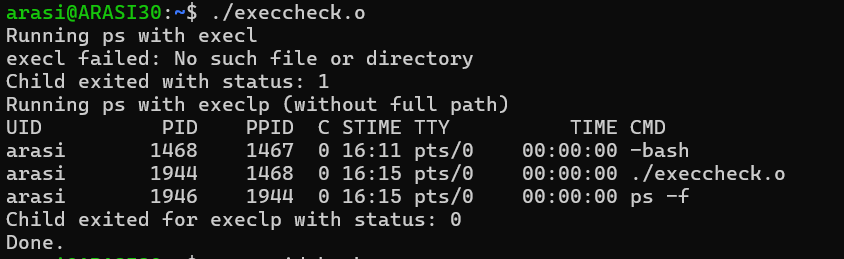 arasi@ARASI30:~$ ./execcheck.o
Running ps with execl
execl failed: No such file or directory
Child exited with status: 1
Running ps with execlp (without full path)
UID          PID    PPID  C STIME TTY          TIME CMD
arasi       1468    1467  0 16:11 pts/0    00:00:00 -bash
arasi       1944    1468  0 16:15 pts/0    00:00:00 ./execcheck.o
arasi       1946    1944  0 16:15 pts/0    00:00:00 ps -f
Child exited for execlp with status: 0
Done.